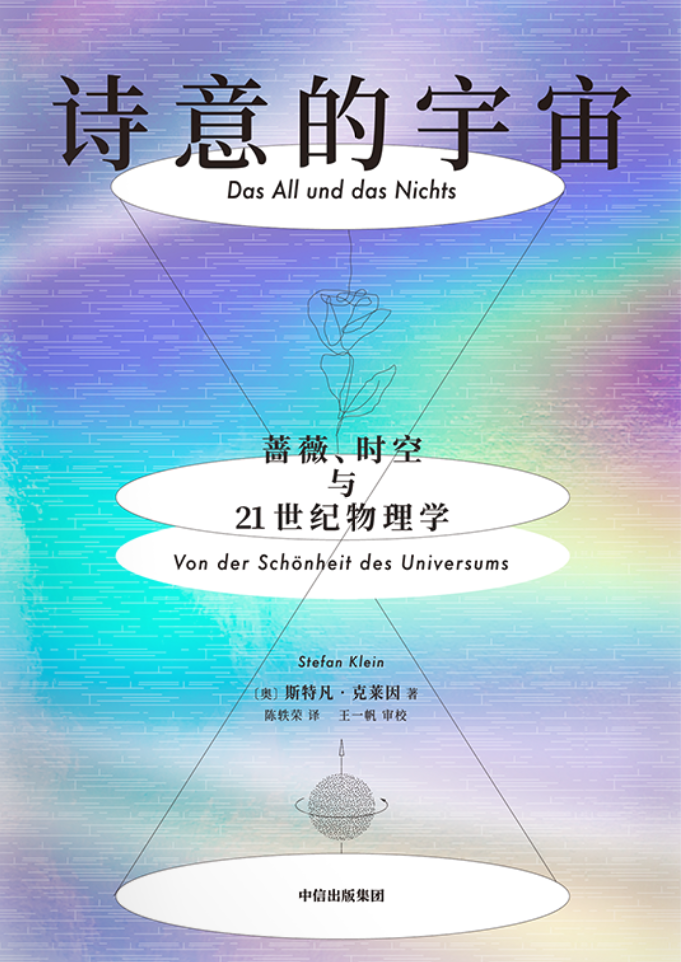 诗意的宇宙
Das All und das Nichts
蔷薇、时空
与
21世纪物理学
Von der Schönheit des Universums
Stefan Klein
〔奥〕斯特凡·克莱因 著
陈轶荣 译 王一帆 审校
中信出版集团